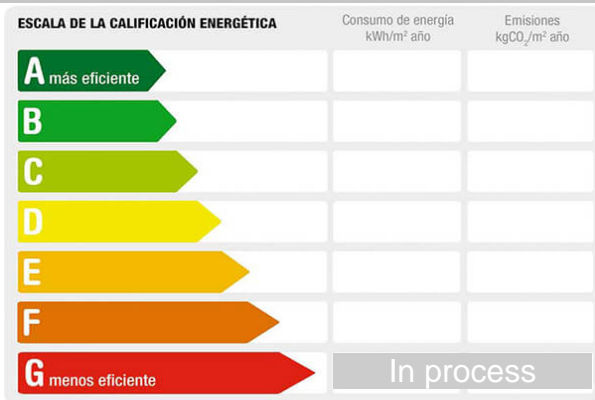 ESCALA DE LA CALIFICACIÓN ENERGÉTICA
Consumo de energía
kWh/m² año
Emisiones
kgCO₂/m² año
A más eficiente
B
C
D
E
F
G menos eficiente
In process